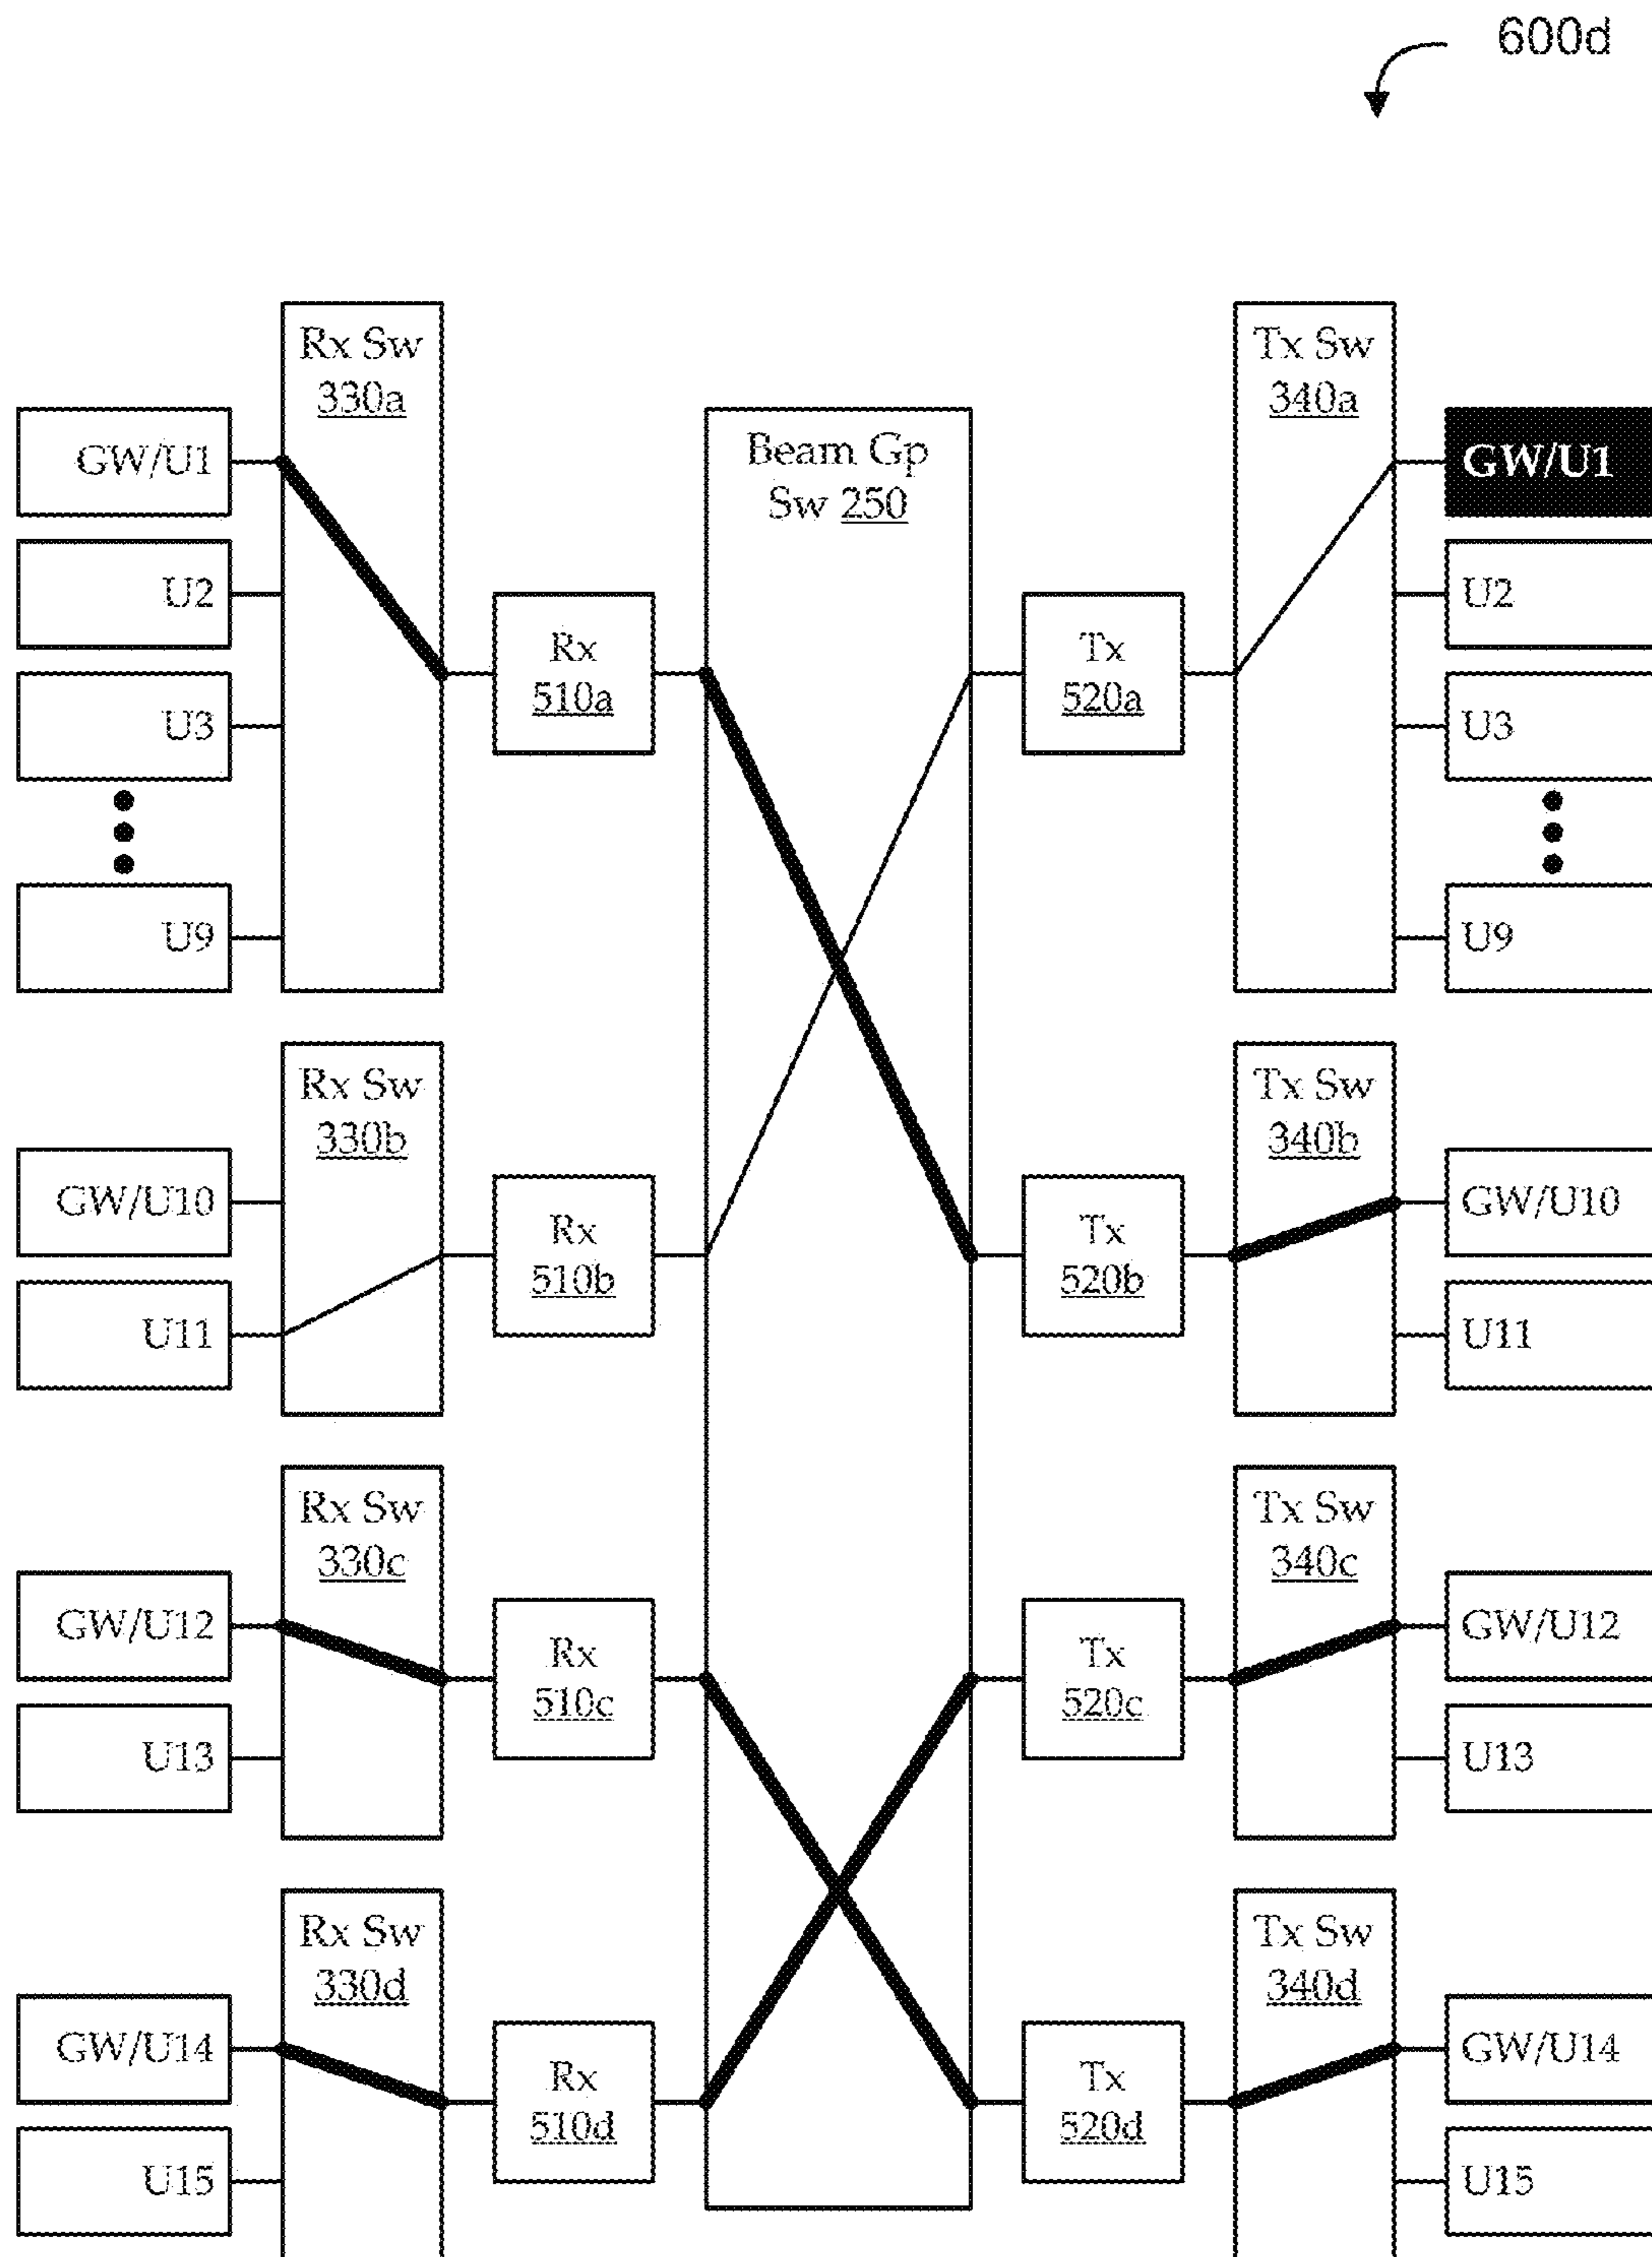 600d
Rx Sw
330a
Tx Sw
340a
GW/U1
Beam Gp
Sw 250
GW/U1
U2
U2
Rx
510a
Tx
520a
U3
U3
U9
U9
Rx Sw
330b
Tx Sw
340b
GW/U10
Rx
510b
Tx
520b
GW/U10
U11
U11
Rx Sw
330c
Tx Sw
340c
GW/U12
Rx
510c
Tx
520c
GW/U12
U13
U13
Rx Sw
330d
Tx Sw
340d
GW/U14
Rx
510d
Tx
520d
GW/U14
U15
U15